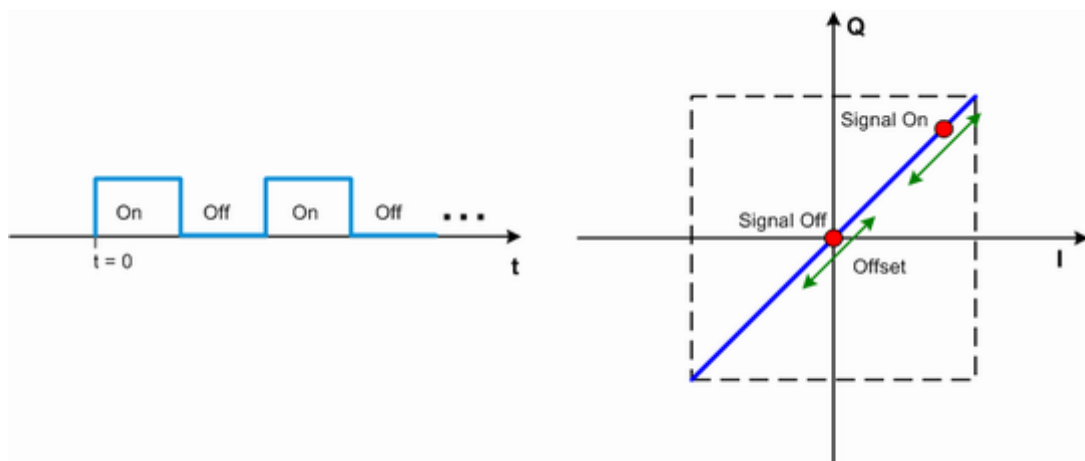 On
Off
On
Off
...
t = 0
t
Q
Signal On
Signal Off
Offset
I